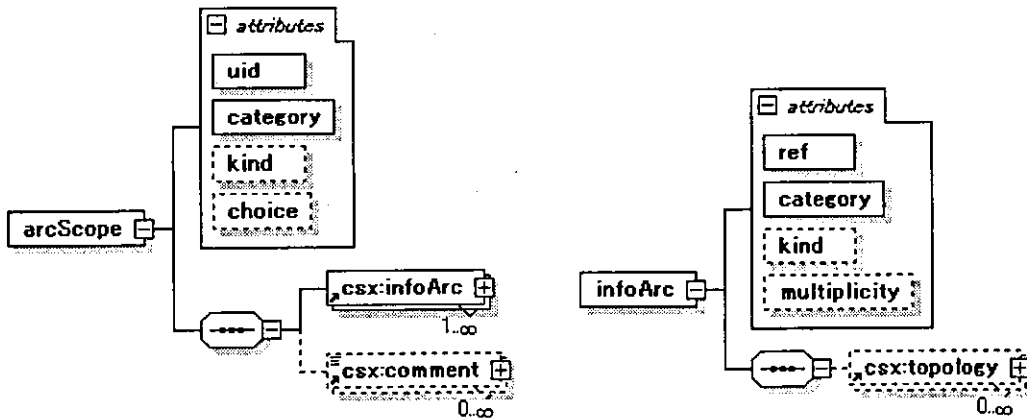 attributes
uid
category
kind
choice
arcScope
csx:infoArc
1..∞
csx:comment
0..∞
attributes
ref
category
kind
multiplicity
infoArc
csx:topology
0..∞